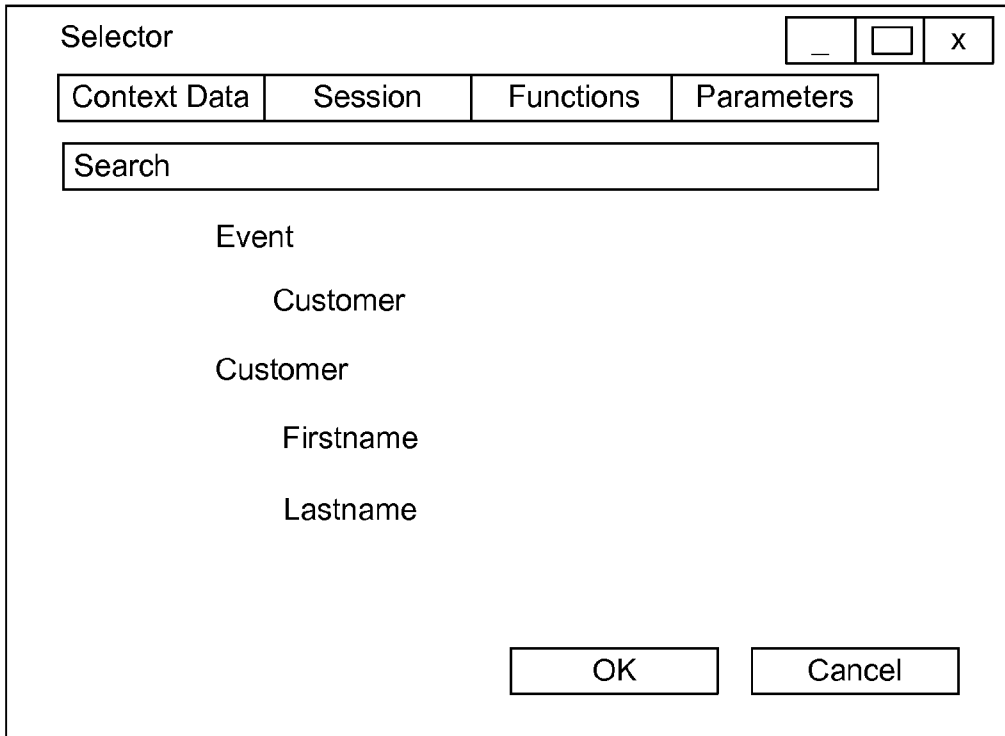 Selector _ x
Context Data Session Functions Parameters
Search
Event
Customer
Customer
Firstname
Lastname
OK Cancel